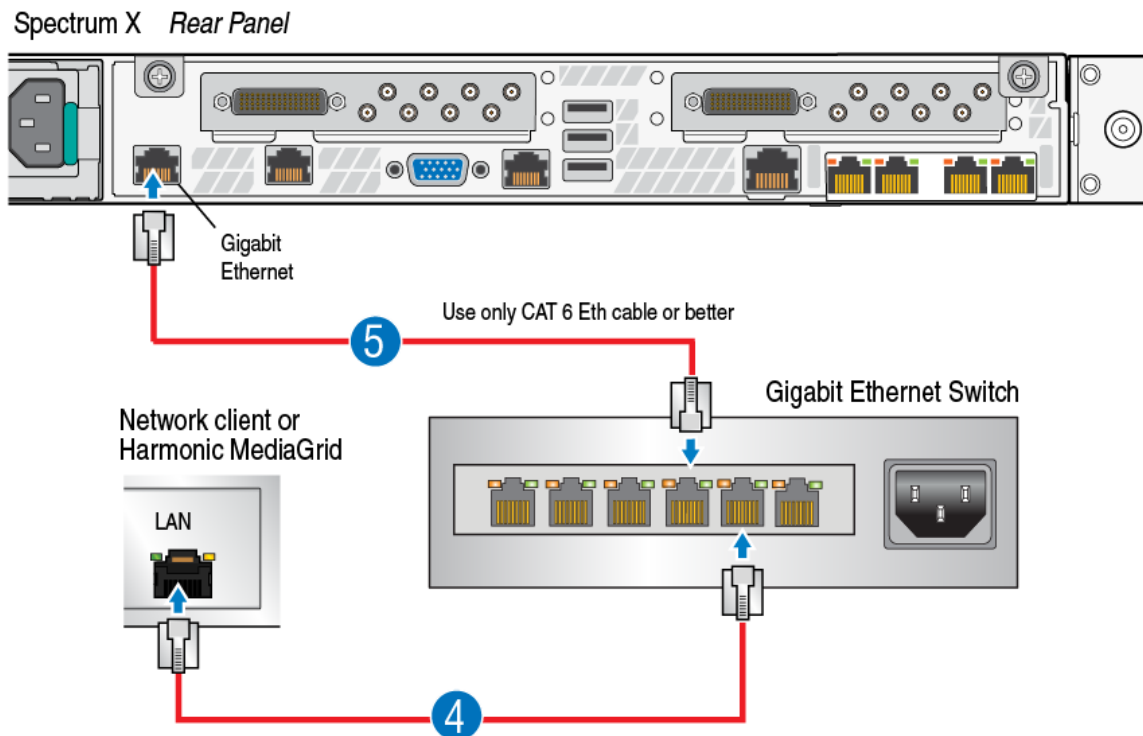 Spectrum X Rear Panel
Gigabit
Ethernet
Use only CAT 6 Eth cable or better
5
Gigabit Ethernet Switch
Network client or
Harmonic MediaGrid
LAN
4